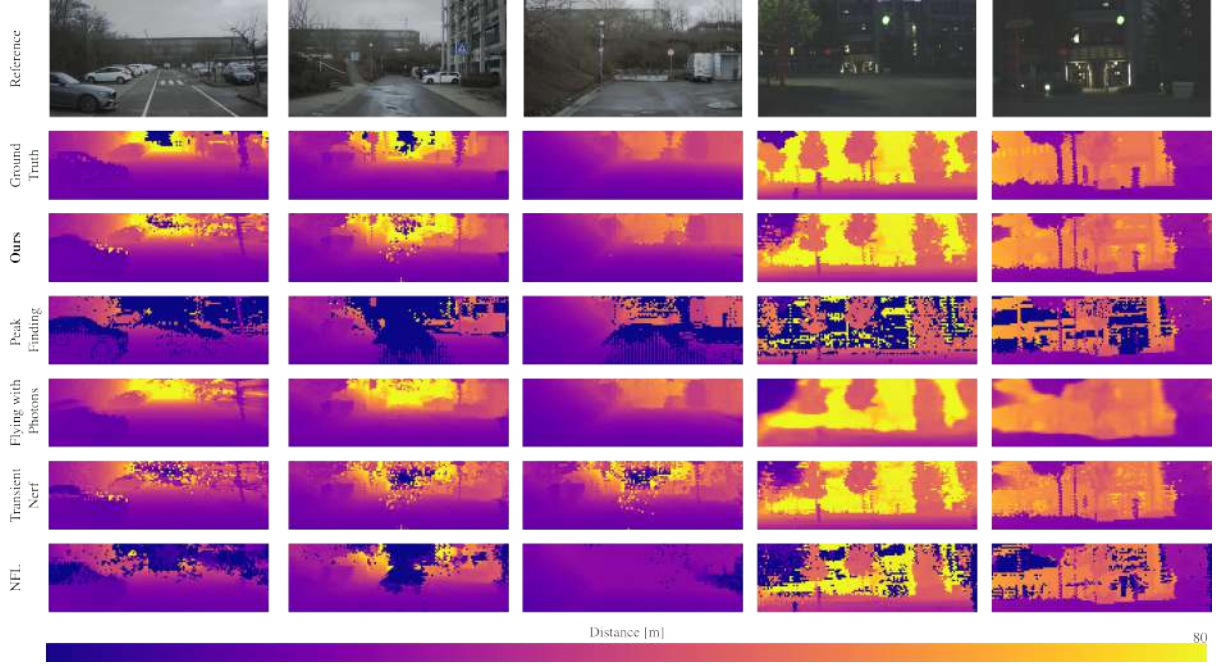 Reference
Ground
Truth
Ours
Peak
Finding
Flying with
Photons
Transient
Nerf
NFL
Distance [m]
80